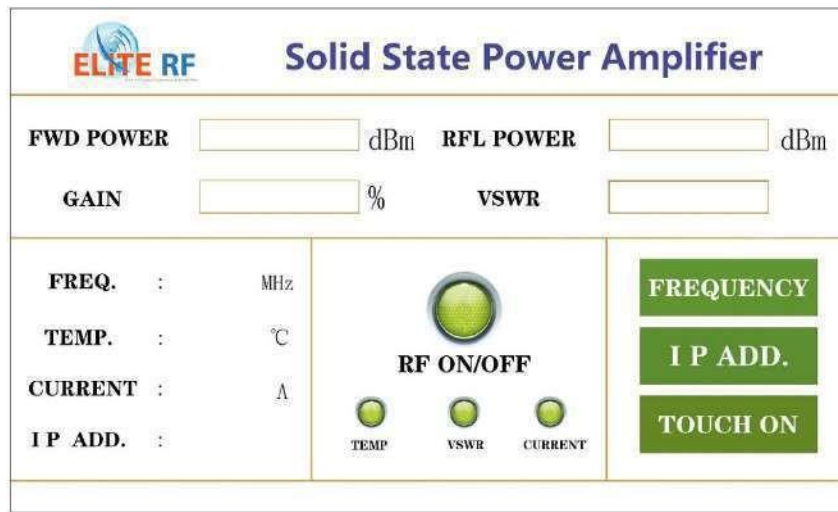 ELITE RF
Solid State Power Amplifier
FWD POWER dBm RFL POWER dBm
GAIN % VSWR
FREQ. : MHz
TEMP. : ℃
CURRENT : A
I P ADD. :
RF ON/OFF
TEMP VSWR CURRENT
FREQUENCY
I P ADD.
TOUCH ON